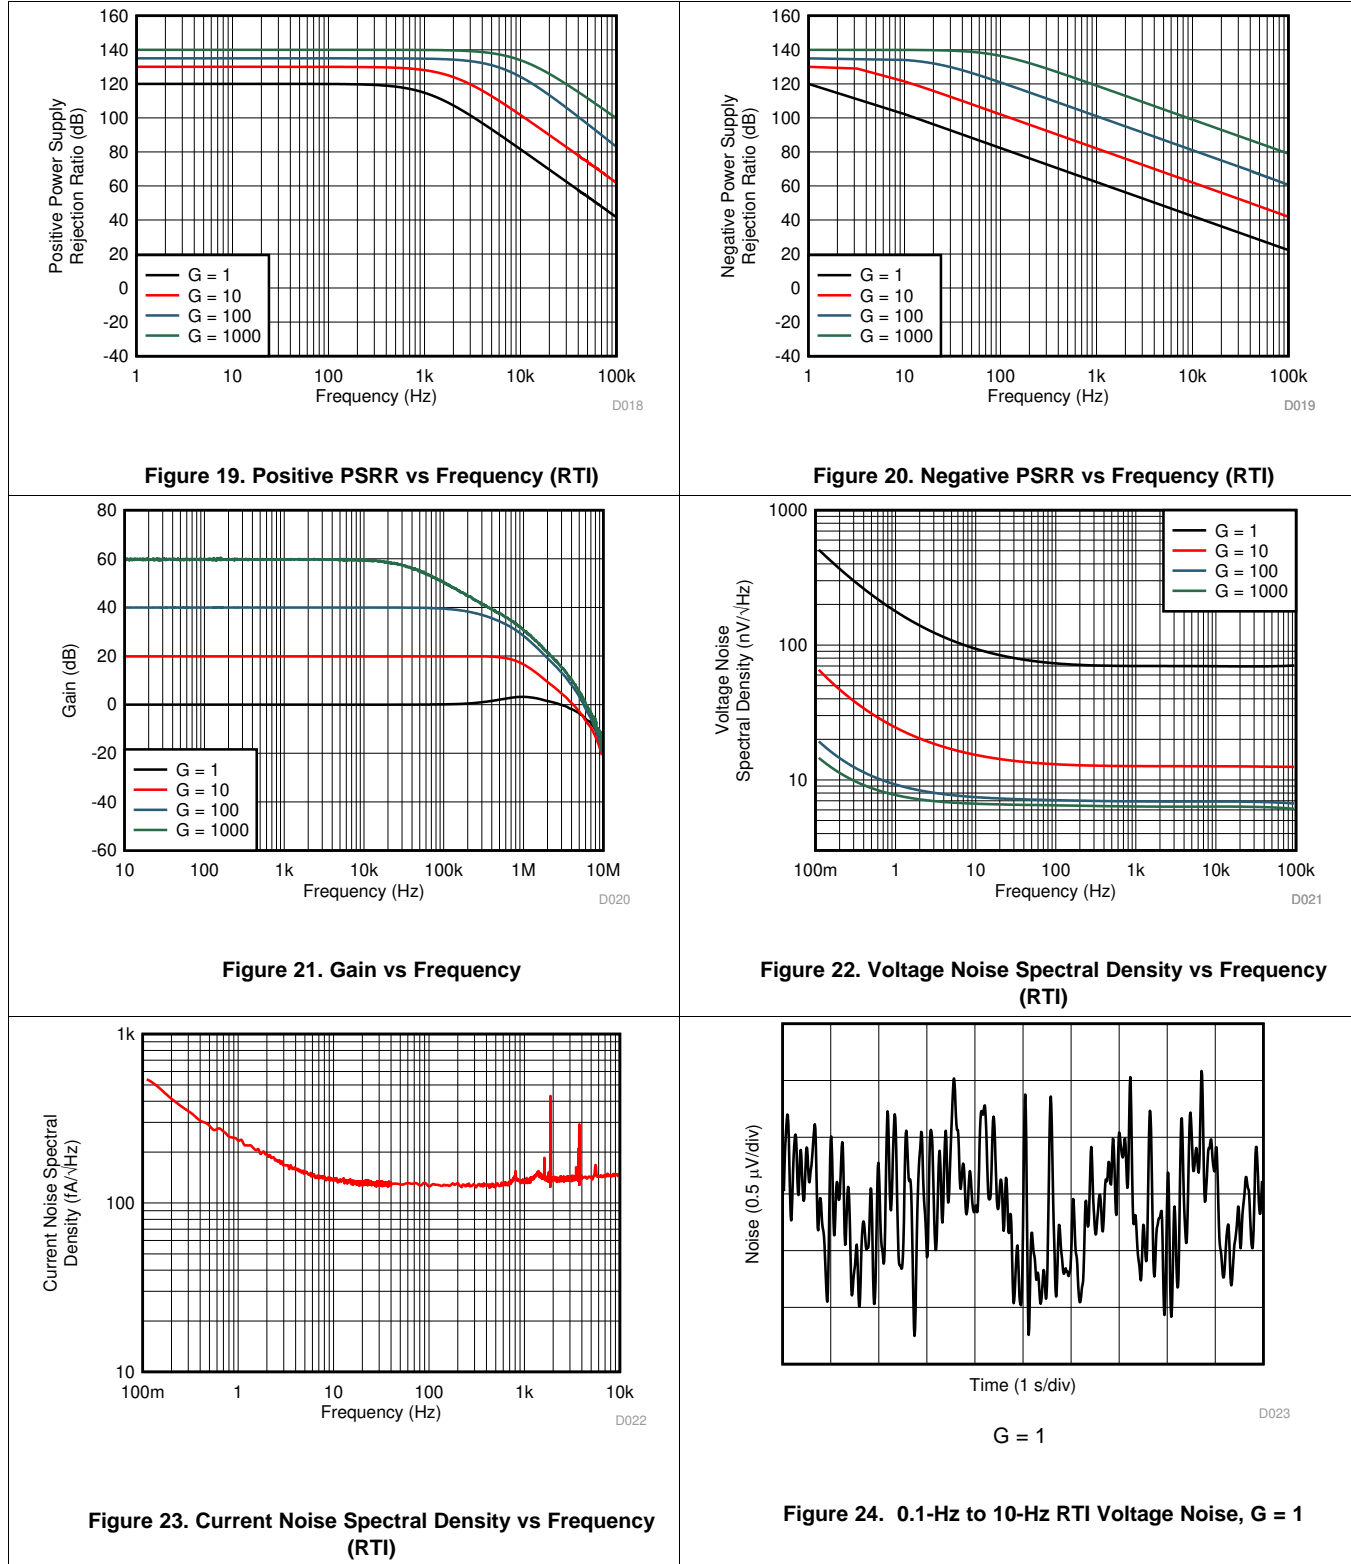 160
140
120
100
80
60
40
20
0
-20
-40
Positive Power Supply
Rejection Ratio (dB)
G = 1
G = 10
G = 100
G = 1000
1 10 100 1k 10k 100k
Frequency (Hz)
D018
Figure 19. Positive PSRR vs Frequency (RTI)
160
140
120
100
80
60
40
20
0
-20
-40
Negative Power Supply
Rejection Ratio (dB)
G = 1
G = 10
G = 100
G = 1000
1 10 100 1k 10k 100k
Frequency (Hz)
D019
Figure 20. Negative PSRR vs Frequency (RTI)
80
60
40
20
0
-20
-40
-60
Gain (dB)
G = 1
G = 10
G = 100
G = 1000
10 100 1k 10k 100k 1M 10M
Frequency (Hz)
D020
Figure 21. Gain vs Frequency
1000
100
10
Voltage Noise
Spectral Density (nV/√Hz)
G = 1
G = 10
G = 100
G = 1000
100m 1 10 100 1k 10k 100k
Frequency (Hz)
D021
Figure 22. Voltage Noise Spectral Density vs Frequency
(RTI)
1k
100
10
Current Noise Spectral
Density (fA/√Hz)
100m 1 10 100 1k 10k
Frequency (Hz)
D022
Figure 23. Current Noise Spectral Density vs Frequency
(RTI)
Noise (0.5 µV/div)
Time (1 s/div)
D023
G = 1
Figure 24. 0.1-Hz to 10-Hz RTI Voltage Noise, G = 1